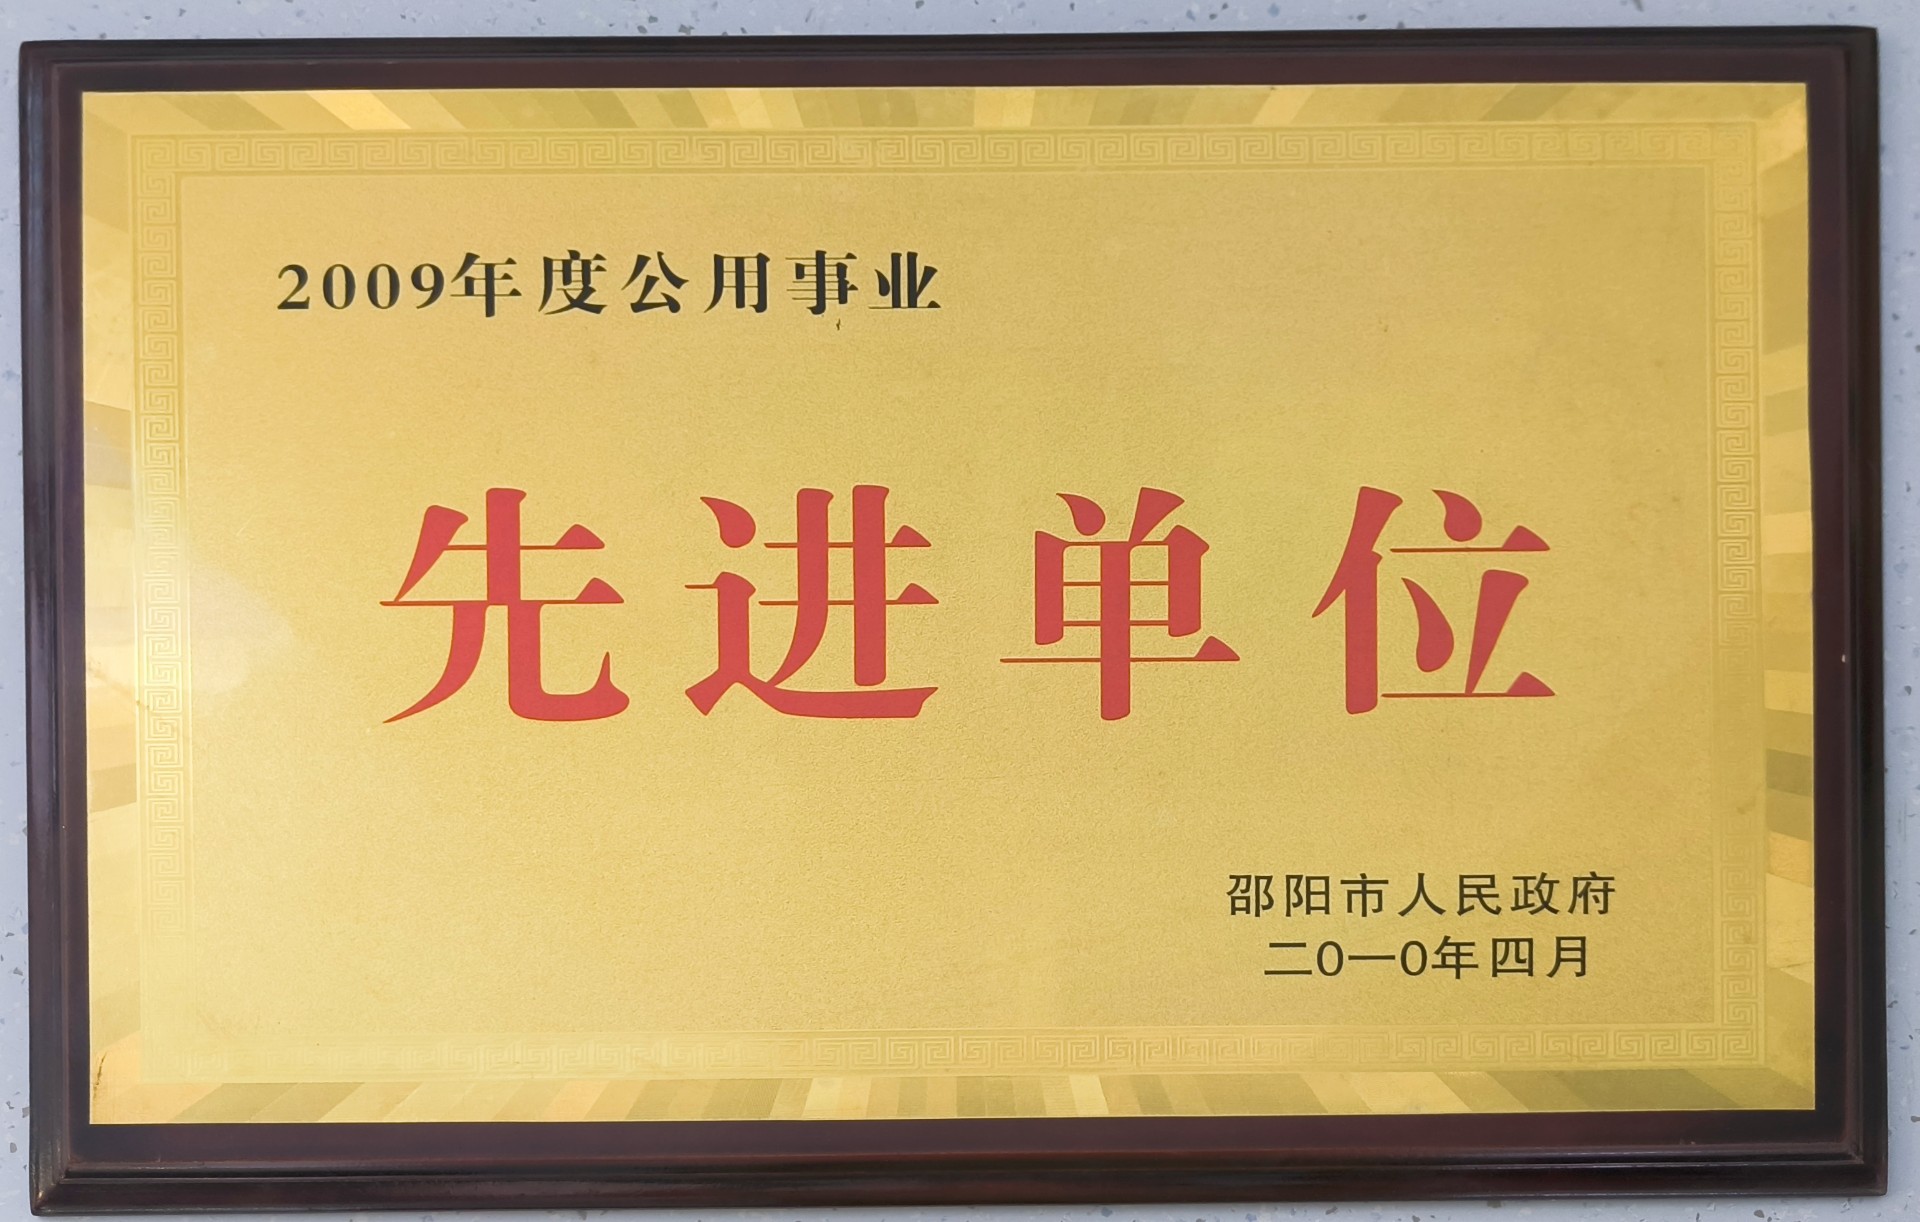 2009年度公用事业
先进单位
邵阳市人民政府
二0一0年四月